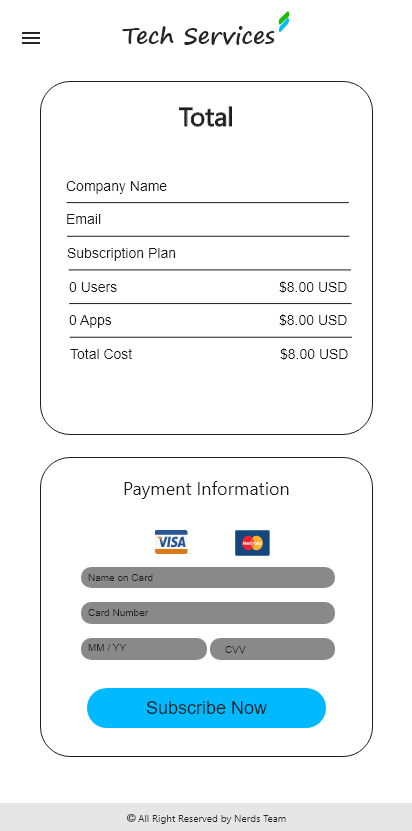 Tech Services
Total
Company Name
Email
Subscription Plan
0 Users $8.00 USD
0 Apps $8.00 USD
Total Cost $8.00 USD
Payment Information
VISA MasterCard
Name on Card
Card Number
MM / YY CVV
Subscribe Now
© All Right Reserved by Nerds Team